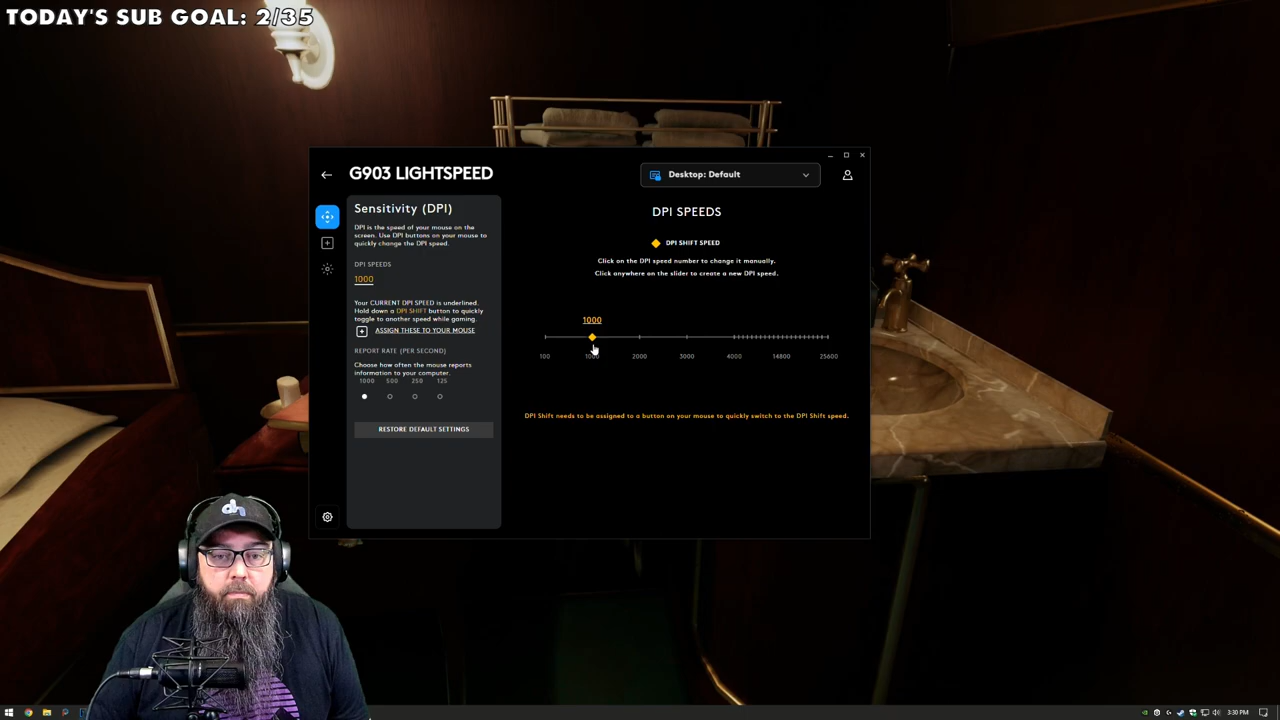 TODAY'S SUB GOAL: 2/35
G903 LIGHTSPEED
Desktop: Default
Sensitivity (DPI)
DPI is the speed of your mouse on the
screen. Use DPI buttons on your mouse to
quickly change the DPI speed.
DPI SPEEDS
1000
Your CURRENT DPI SPEED is underlined.
Hold down a DPI SHIFT button to quickly
toggle to another speed while gaming.
ASSIGN THESE TO YOUR MOUSE
REPORT RATE (PER SECOND)
Choose how often the mouse reports
information to your computer.
1000 500 250 125
RESTORE DEFAULT SETTINGS
DPI SPEEDS
DPI SHIFT SPEED
Click on the DPI speed number to change it manually.
Click anywhere on the slider to create a new DPI speed.
1000
100 1000 2000 3000 4000 14800 25600
DPI Shift needs to be assigned to a button on your mouse to quickly switch to the DPI Shift speed.
3:30 PM